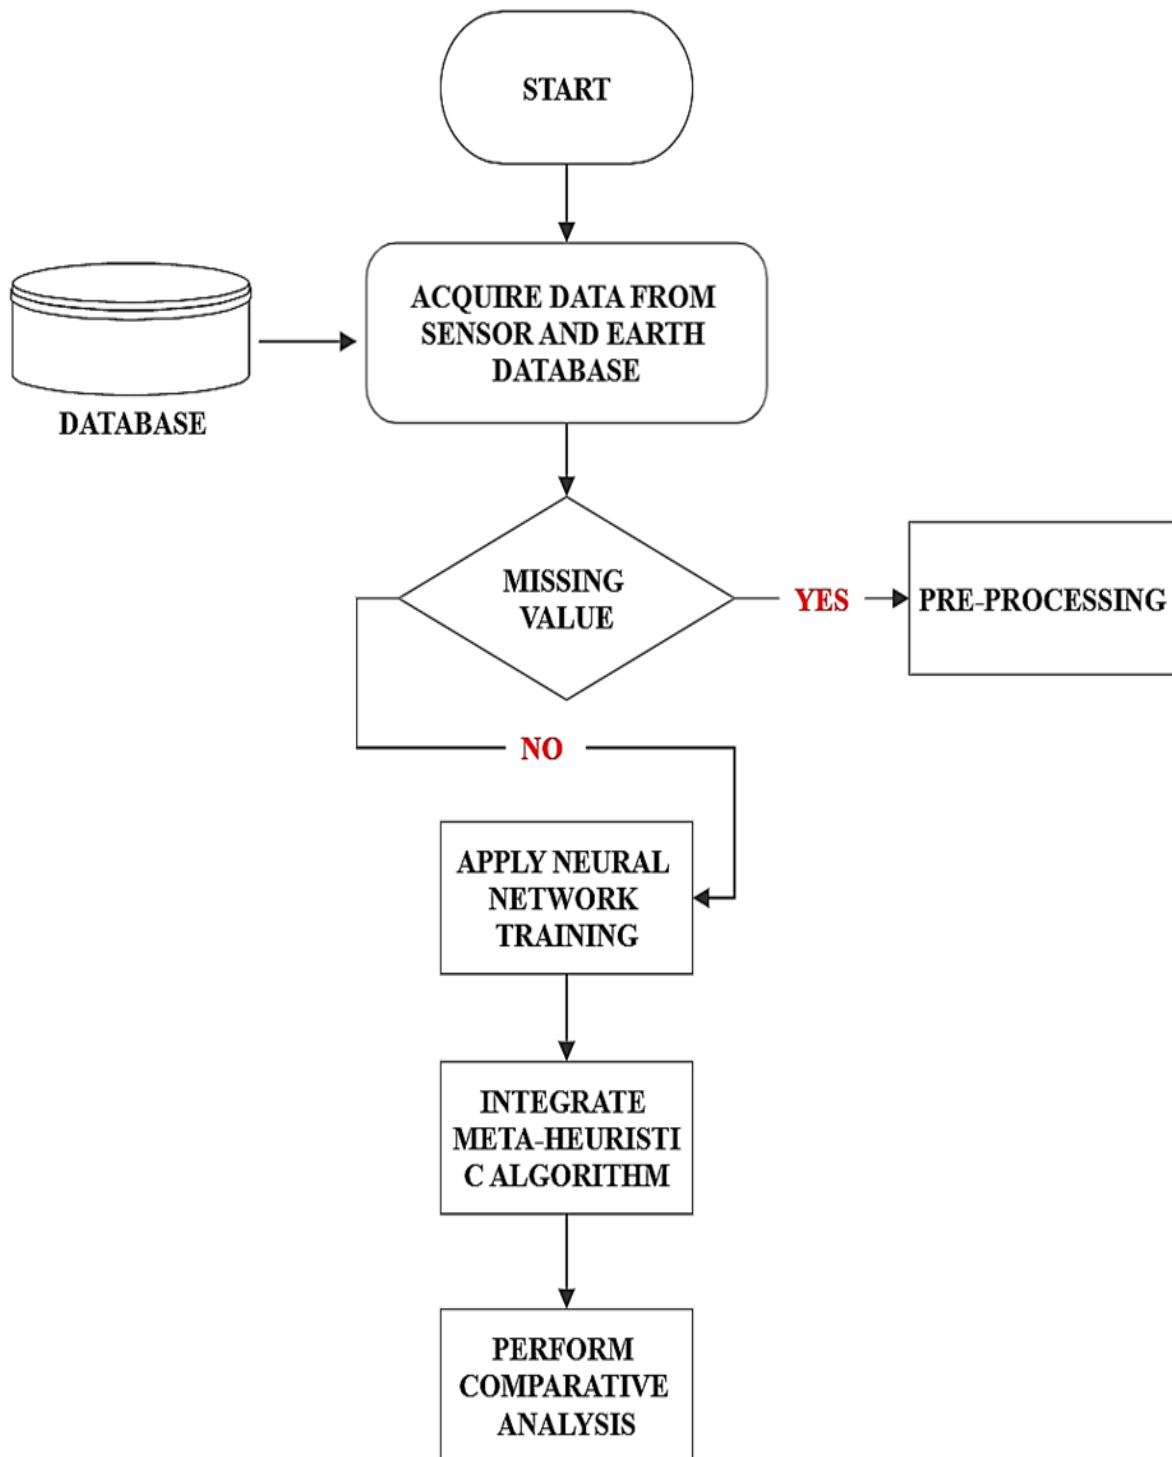 START
ACQUIRE DATA FROM
SENSOR AND EARTH
DATABASE
DATABASE
MISSING
VALUE
YES
PRE-PROCESSING
NO
APPLY NEURAL
NETWORK
TRAINING
INTEGRATE
META-HEURISTI
C ALGORITHM
PERFORM
COMPARATIVE
ANALYSIS